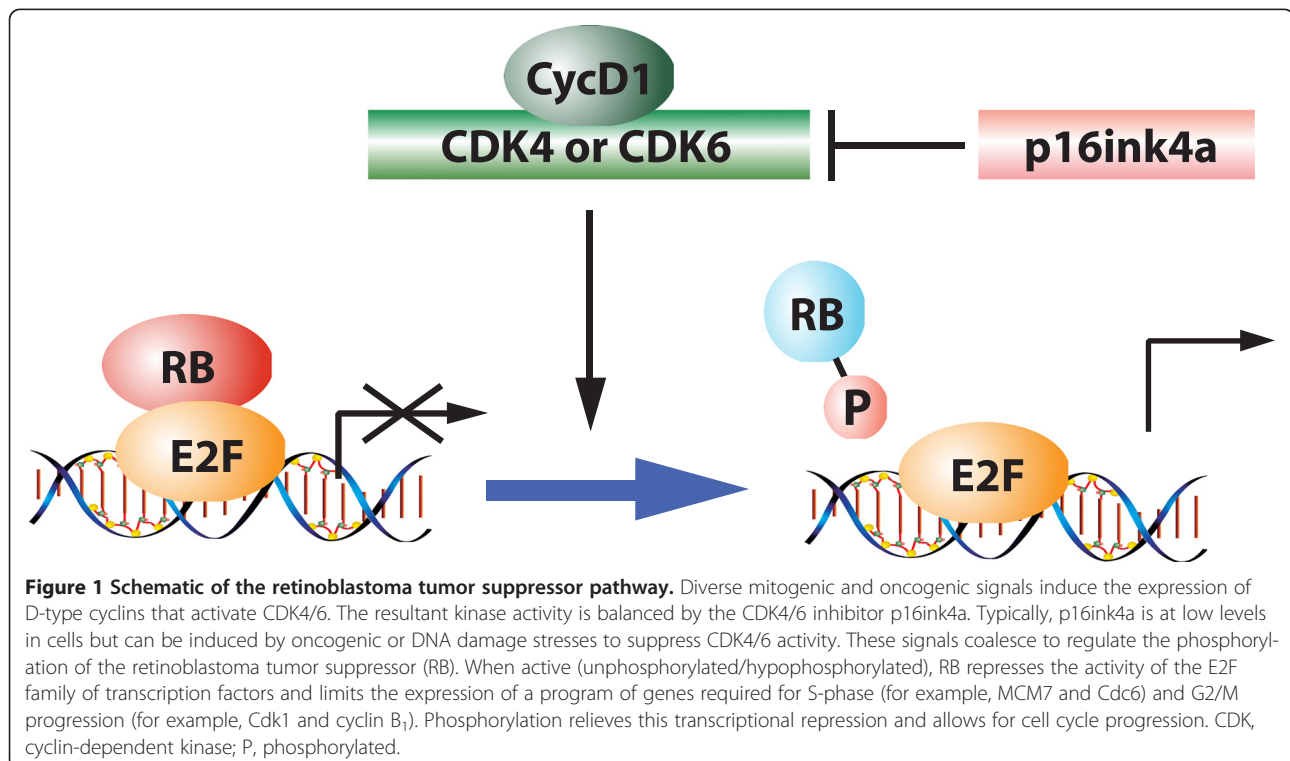 CycD1
CDK4 or CDK6
p16ink4a
RB
E2F
RB
P
E2F
Figure 1 Schematic of the retinoblastoma tumor suppressor pathway. Diverse mitogenic and oncogenic signals induce the expression of
D-type cyclins that activate CDK4/6. The resultant kinase activity is balanced by the CDK4/6 inhibitor p16ink4a. Typically, p16ink4a is at low levels
in cells but can be induced by oncogenic or DNA damage stresses to suppress CDK4/6 activity. These signals coalesce to regulate the phosphoryl-
ation of the retinoblastoma tumor suppressor (RB). When active (unphosphorylated/hypophosphorylated), RB represses the activity of the E2F
family of transcription factors and limits the expression of a program of genes required for S-phase (for example, MCM7 and Cdc6) and G2/M
progression (for example, Cdk1 and cyclin B₁). Phosphorylation relieves this transcriptional repression and allows for cell cycle progression. CDK,
cyclin-dependent kinase; P, phosphorylated.